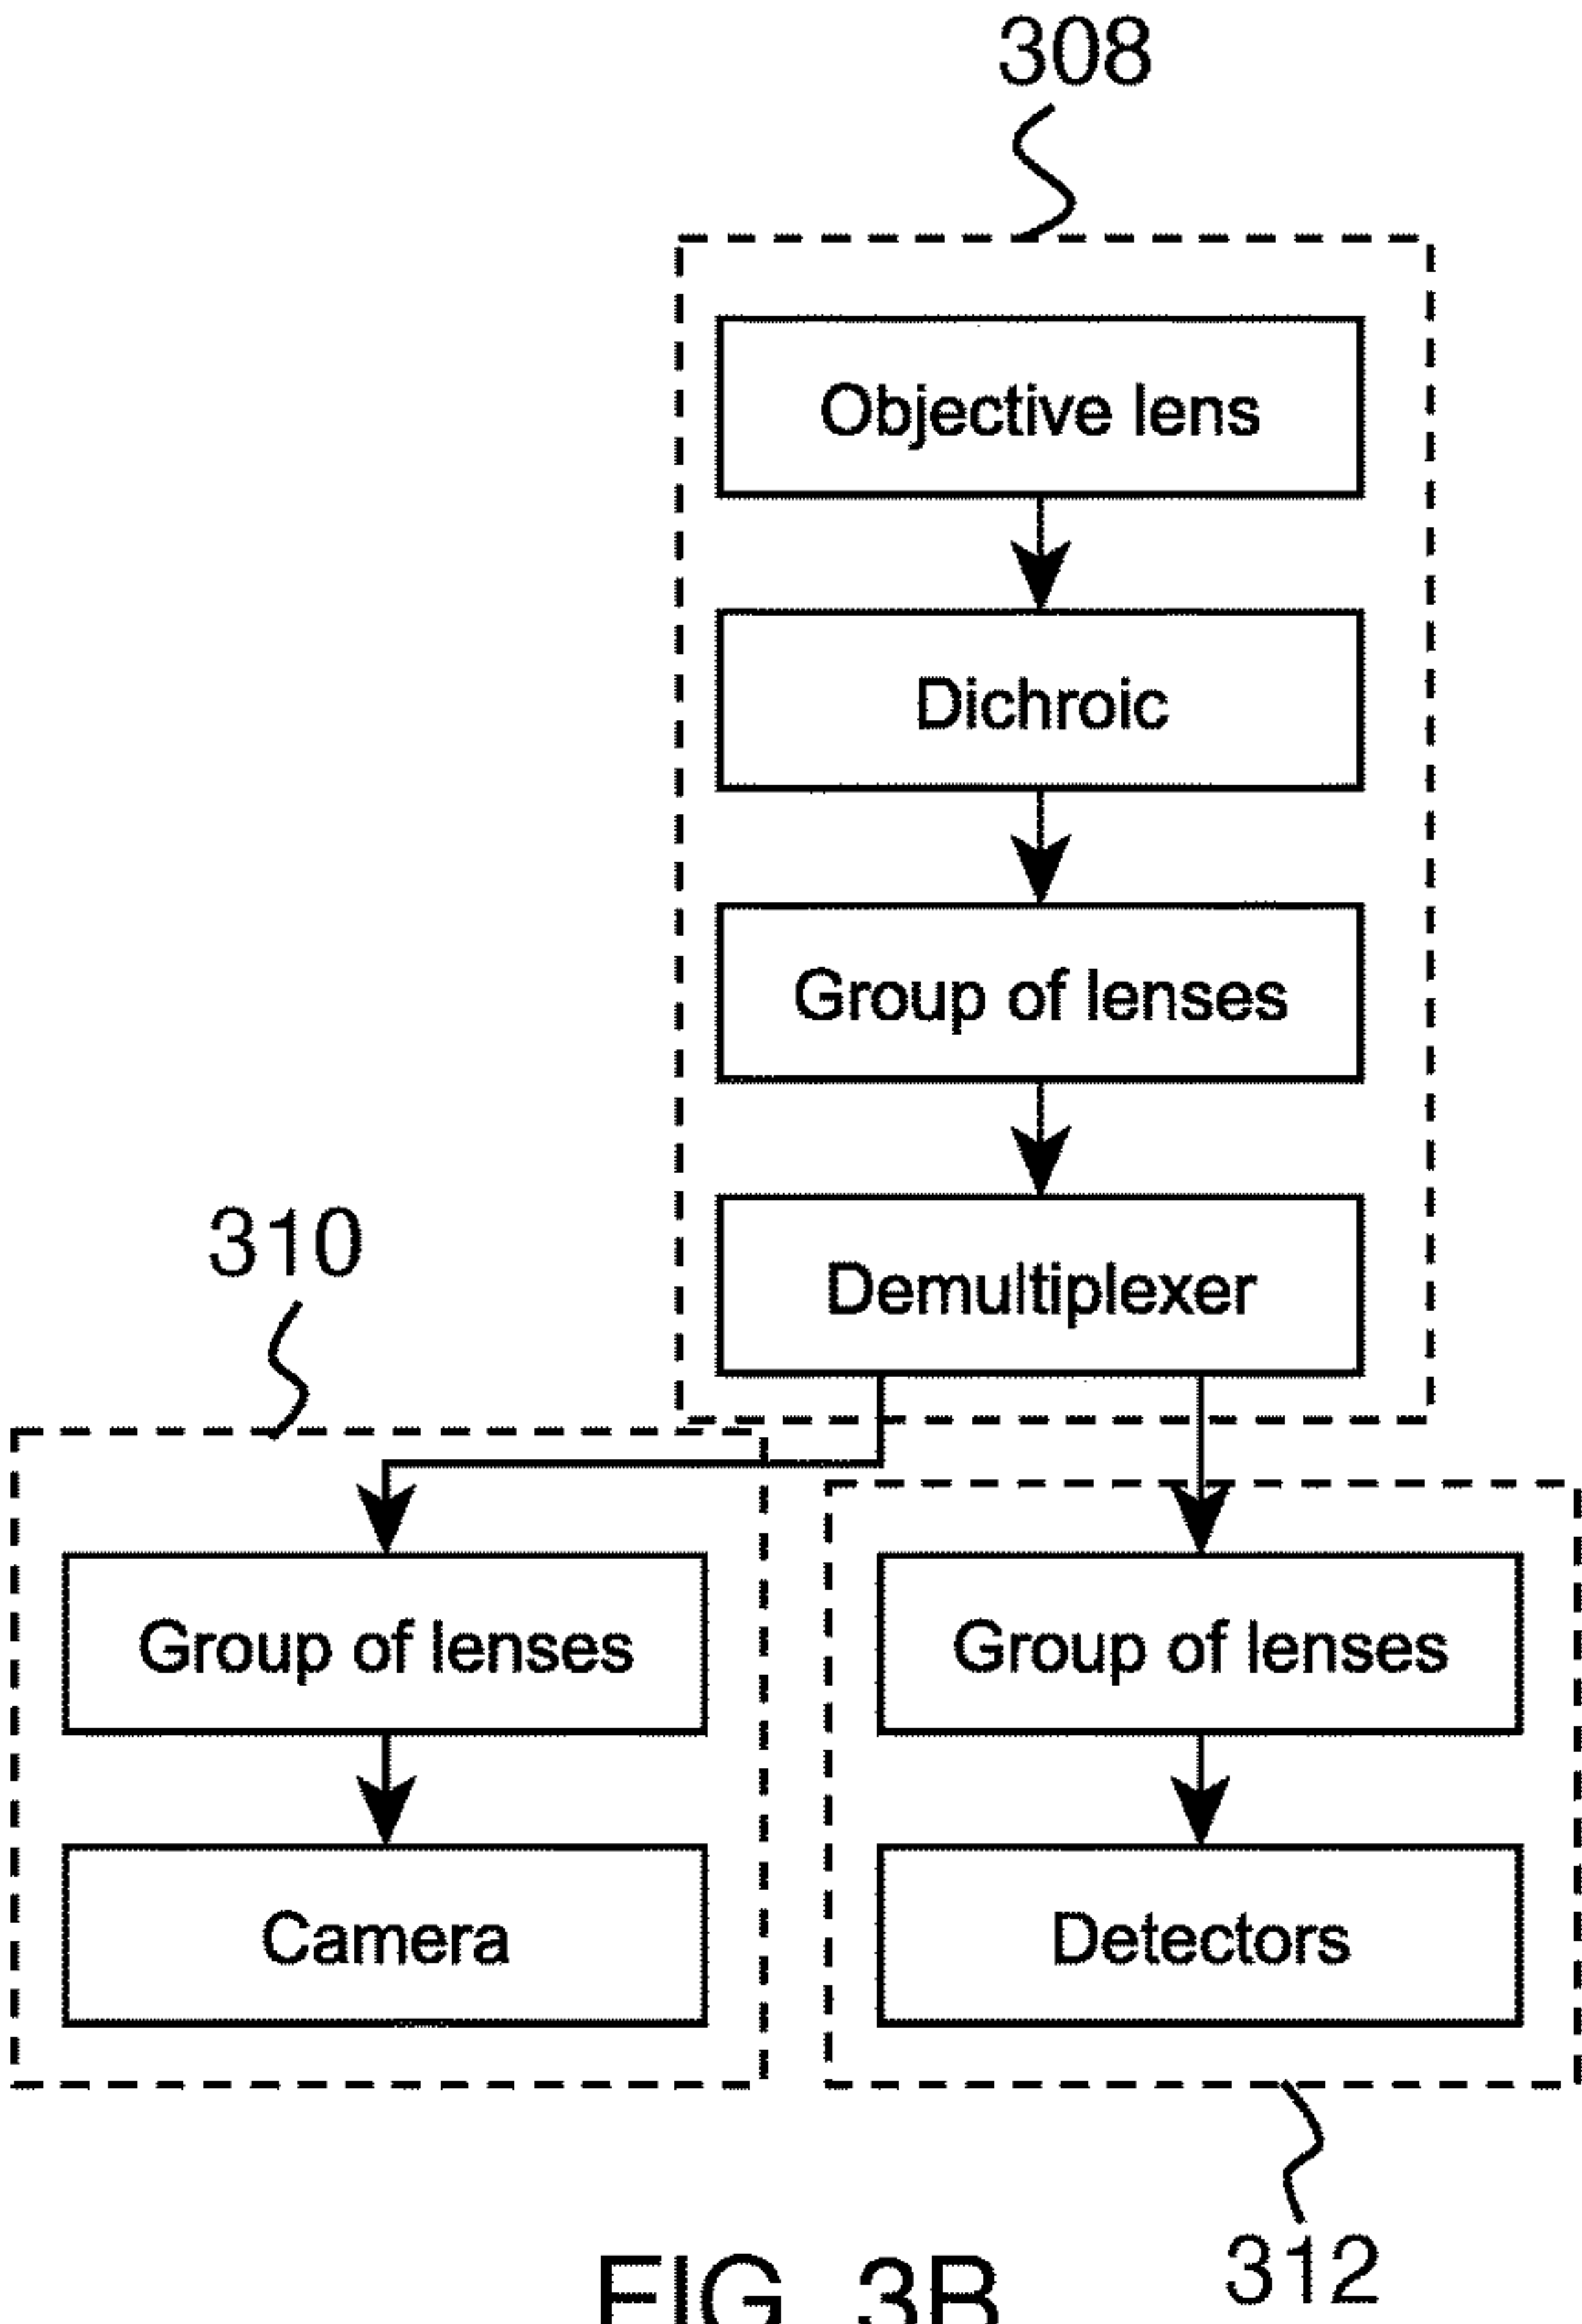 308
Objective lens
Dichroic
Group of lenses
Demultiplexer
310
Group of lenses
Group of lenses
Camera
Detectors
312
FIG. 3B